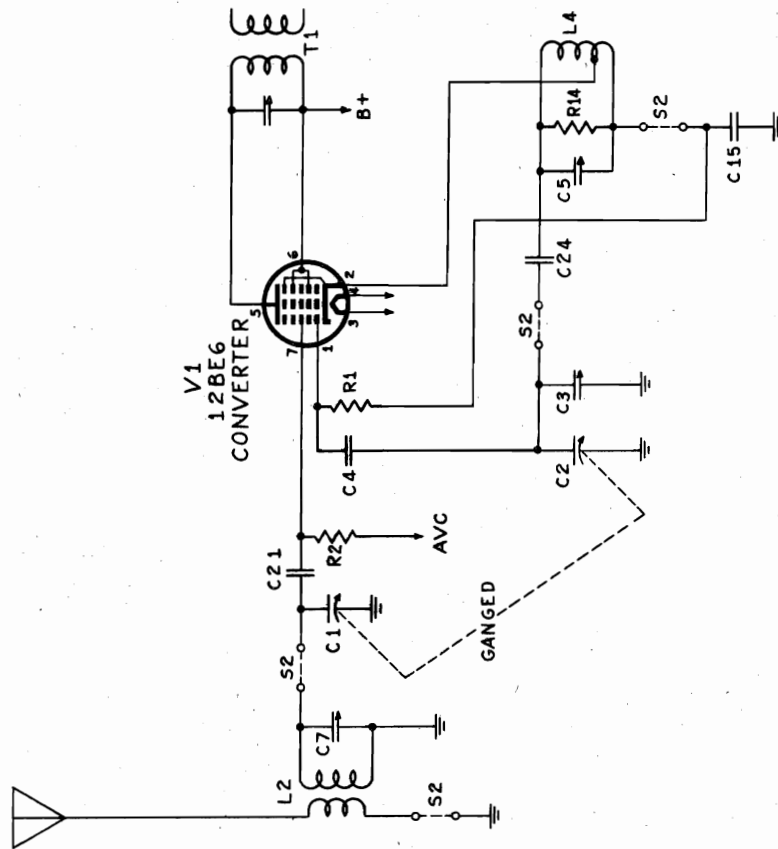 T1
L4
B+
R14
S2
C15
C5
6
5
2
4
3
V1
12BE6
CONVERTER
7
1
C24
S2
R1
C4
C3
C2
C21
R2
AVC
C1
GANGED
S2
C7
L2
S2